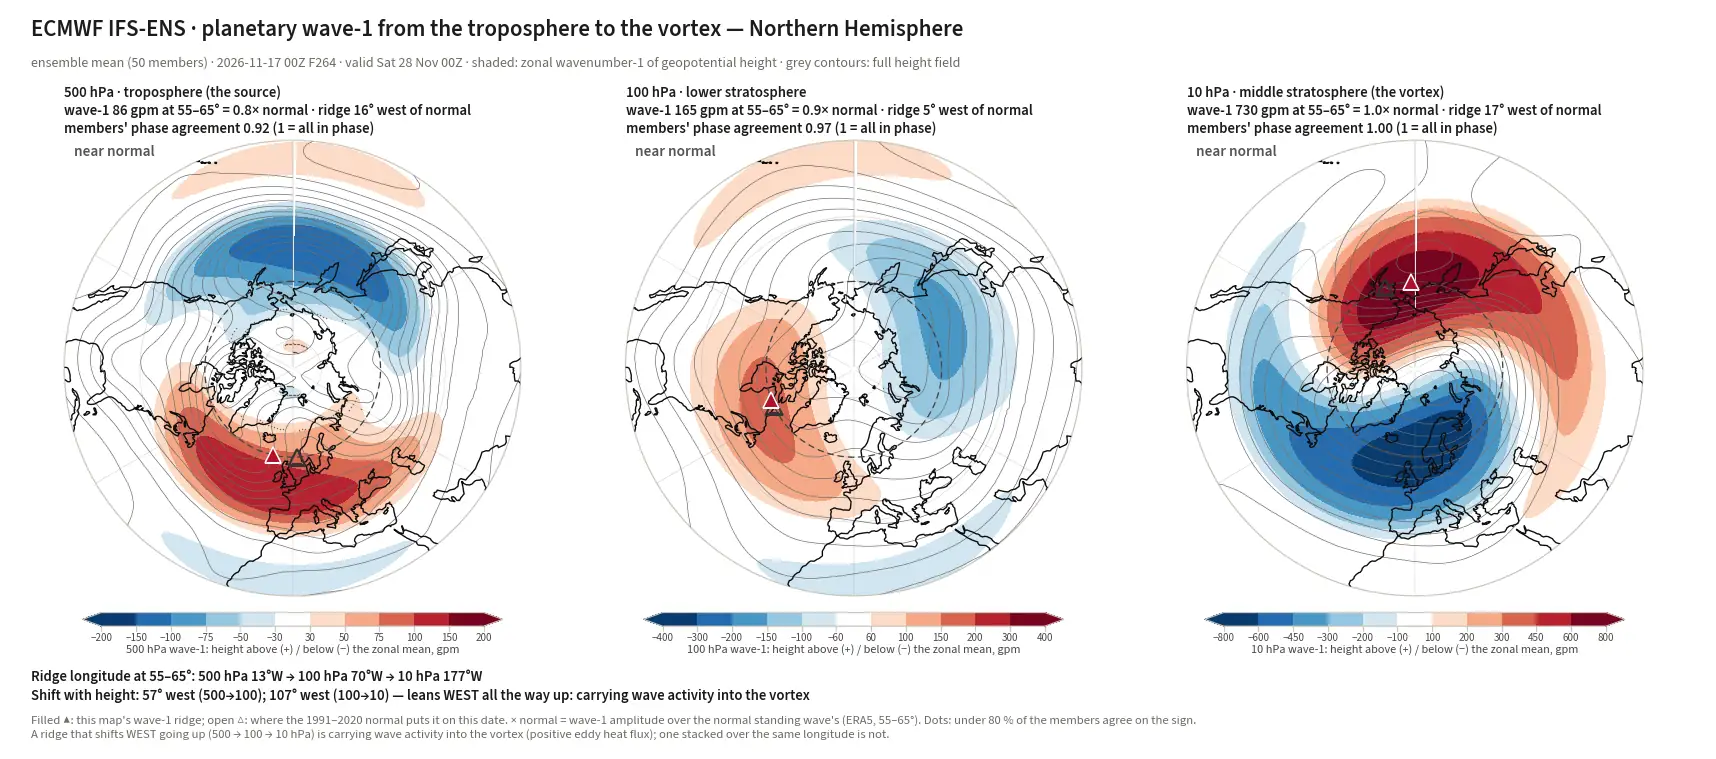 ECMWF IFS-ENS · planetary wave-1 from the troposphere to the vortex — Northern Hemisphere
ensemble mean (50 members) · 2026-11-17 00Z F264 · valid Sat 28 Nov 00Z · shaded: zonal wavenumber-1 of geopotential height · grey contours: full height field
500 hPa · troposphere (the source)
wave-1 86 gpm at 55–65° = 0.8× normal · ridge 16° west of normal
members' phase agreement 0.92 (1 = all in phase)
near normal
100 hPa · lower stratosphere
wave-1 165 gpm at 55–65° = 0.9× normal · ridge 5° west of normal
members' phase agreement 0.97 (1 = all in phase)
near normal
10 hPa · middle stratosphere (the vortex)
wave-1 730 gpm at 55–65° = 1.0× normal · ridge 17° west of normal
members' phase agreement 1.00 (1 = all in phase)
near normal
−200 −150 −100 −75 −50 −30 30 50 75 100 150 200
500 hPa wave-1: height above (+) / below (−) the zonal mean, gpm
−400 −300 −200 −150 −100 −60 60 100 150 200 300 400
100 hPa wave-1: height above (+) / below (−) the zonal mean, gpm
−800 −600 −450 −300 −200 −100 100 200 300 450 600 800
10 hPa wave-1: height above (+) / below (−) the zonal mean, gpm
Ridge longitude at 55–65°: 500 hPa 13°W → 100 hPa 70°W → 10 hPa 177°W
Shift with height: 57° west (500→100); 107° west (100→10) — leans WEST all the way up: carrying wave activity into the vortex
Filled ▲: this map's wave-1 ridge; open △: where the 1991–2020 normal puts it on this date. × normal = wave-1 amplitude over the normal standing wave's (ERA5, 55–65°). Dots: under 80 % of the members agree on the sign.
A ridge that shifts WEST going up (500 → 100 → 10 hPa) is carrying wave activity into the vortex (positive eddy heat flux); one stacked over the same longitude is not.